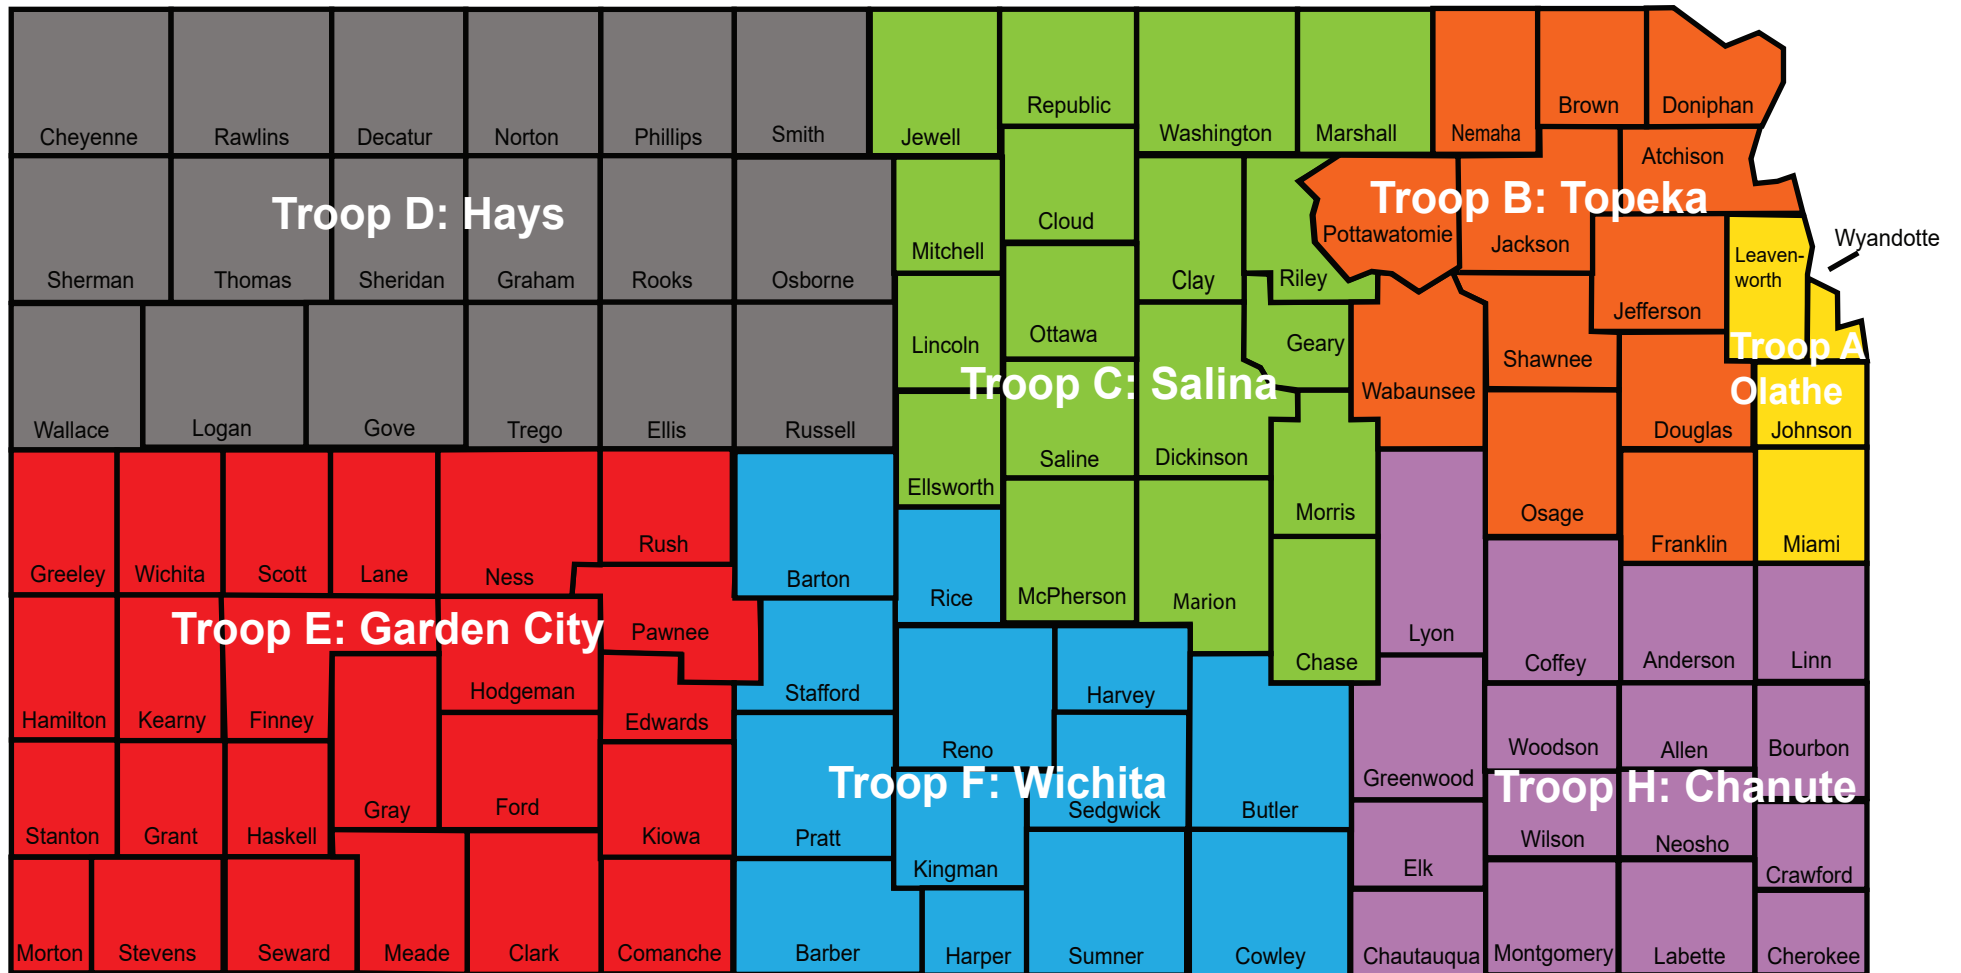 Cheyenne
Rawlins
Decatur
Norton
Phillips
Smith
Jewell
Republic
Washington
Marshall
Nemaha
Brown
Doniphan
Atchison
Troop D: Hays
Troop B: Topeka
Sherman
Thomas
Sheridan
Graham
Rooks
Osborne
Mitchell
Cloud
Clay
Riley
Pottawatomie
Jackson
Jefferson
Leaven-
worth
Wyandotte
Lincoln
Ottawa
Geary
Shawnee
Troop A
Olathe
Troop C: Salina
Wabaunsee
Wallace
Logan
Gove
Trego
Ellis
Russell
Ellsworth
Saline
Dickinson
Morris
Osage
Douglas
Johnson
Franklin
Miami
Greeley
Wichita
Scott
Lane
Ness
Rush
Barton
Rice
McPherson
Marion
Chase
Lyon
Coffey
Anderson
Linn
Troop E: Garden City
Pawnee
Hamilton
Kearny
Finney
Hodgeman
Edwards
Stafford
Reno
Harvey
Troop F: Wichita
Sedgwick
Butler
Greenwood
Woodson
Allen
Bourbon
Troop H: Chanute
Stanton
Grant
Haskell
Gray
Ford
Kiowa
Pratt
Kingman
Elk
Wilson
Neosho
Crawford
Morton
Stevens
Seward
Meade
Clark
Comanche
Barber
Harper
Sumner
Cowley
Chautauqua
Montgomery
Labette
Cherokee